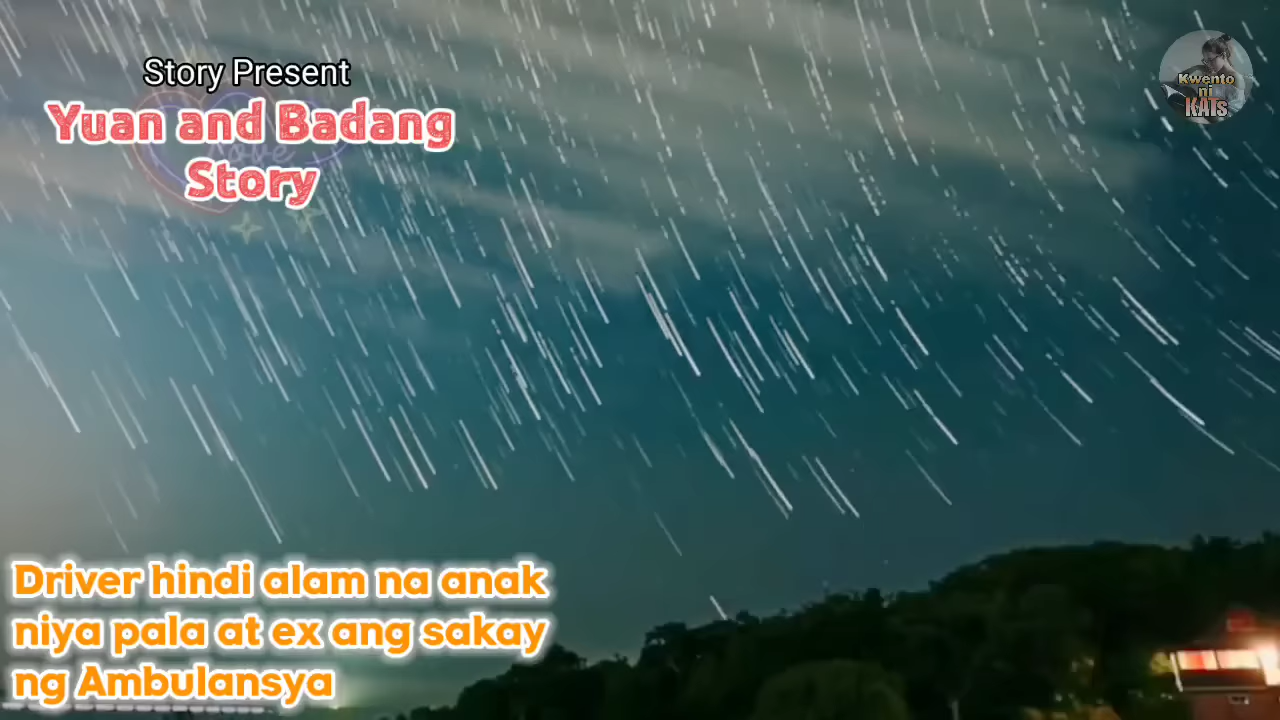 Story Present
Yuan and Badang
Story
Kwento
ni
KATs
Driver hindi alam na anak
niya pala at ex ang sakay
ng Ambulansya